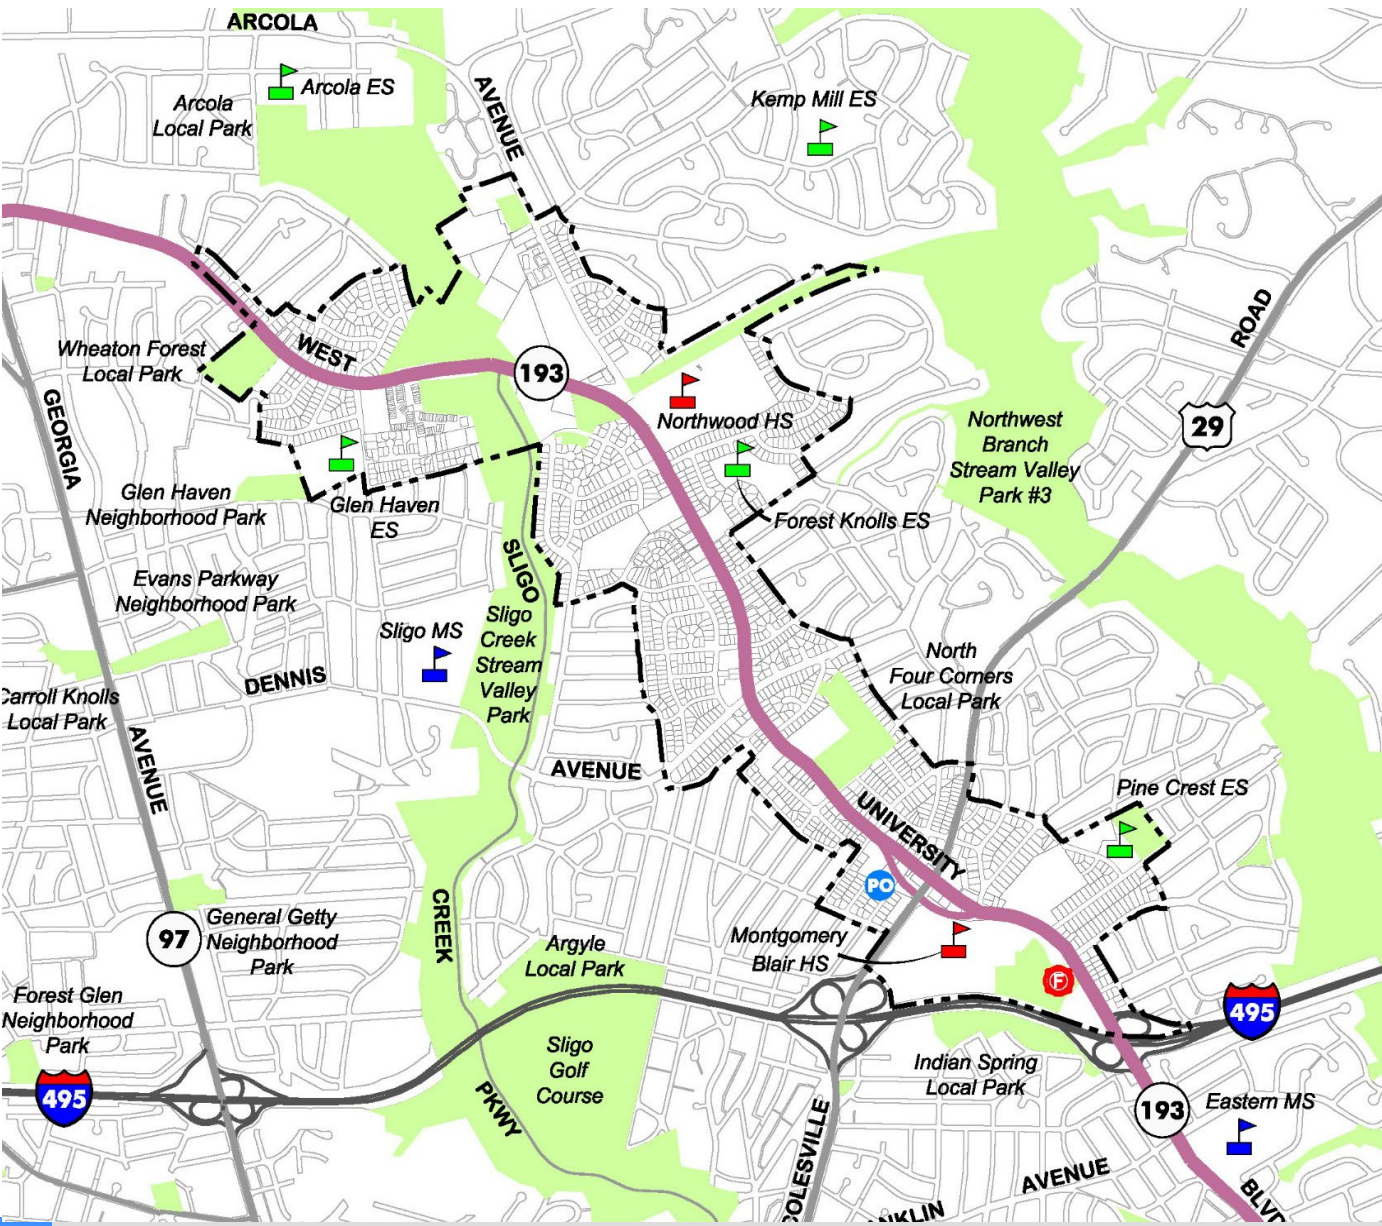 ARCOLA
AVENUE
Arcola ES
Arcola
Local Park
Kemp Mill ES
WEST
193
Wheaton Forest
Local Park
GEORGIA
Northwood HS
ROAD
29
Northwest
Branch
Stream Valley
Park #3
Glen Haven
Neighborhood Park
Glen Haven
ES
Forest Knolls ES
SLIGO
Evans Parkway
Neighborhood Park
Sligo MS
Sligo
Creek
Stream
Valley
Park
DENNIS
North
Four Corners
Local Park
Carroll Knolls
Local Park
AVENUE
AVENUE
Pine Crest ES
UNIVERSITY
PO
CREEK
97
General Getty
Neighborhood
Park
Argyle
Local Park
Montgomery
Blair HS
F
495
Forest Glen
Neighborhood
Park
495
Sligo
Golf
Course
PKWY
Indian Spring
Local Park
193
Eastern MS
COLESVILLE
AVENUE
BLVD